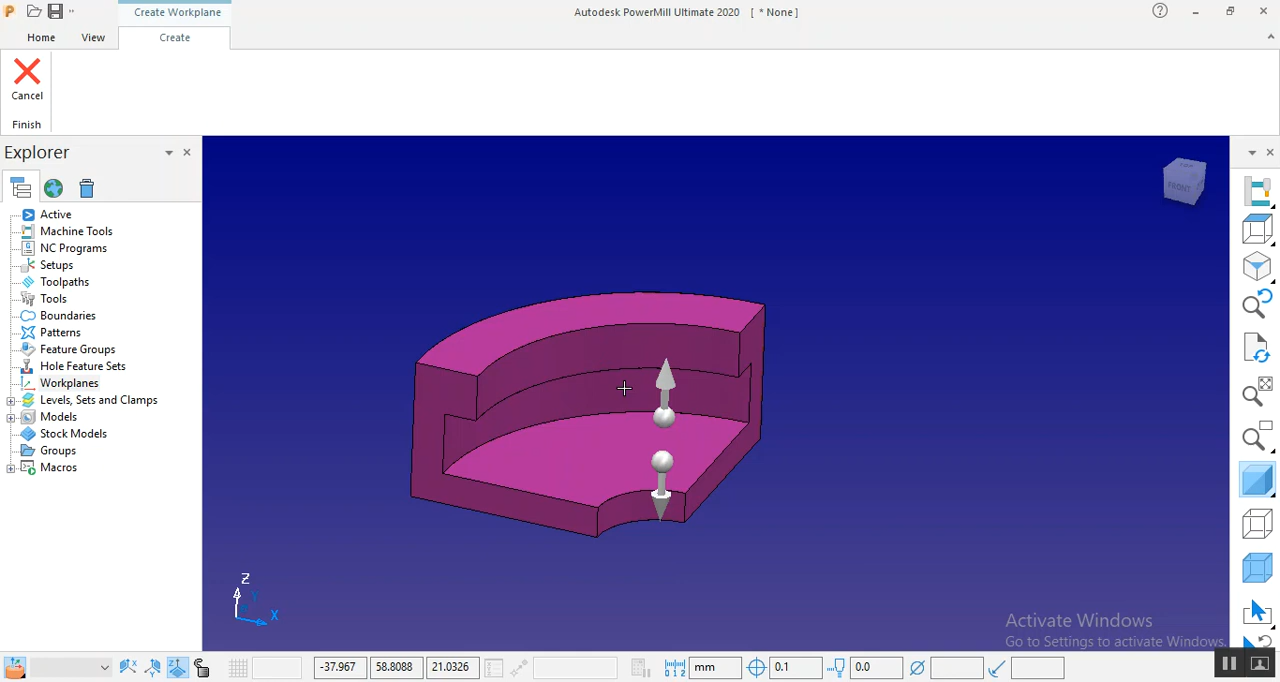 Create Workplane
Autodesk PowerMill Ultimate 2020 [ * None ]
Home View Create
Cancel
Finish
Explorer
Active
Machine Tools
NC Programs
Setups
Toolpaths
Tools
Boundaries
Patterns
Feature Groups
Hole Feature Sets
Workplanes
Levels, Sets and Clamps
Models
Stock Models
Groups
Macros
FRONT
Z
Y
X
Activate Windows
Go to Settings to activate Windows.
-37.967 58.8088 21.0326 mm 0.1 0.0